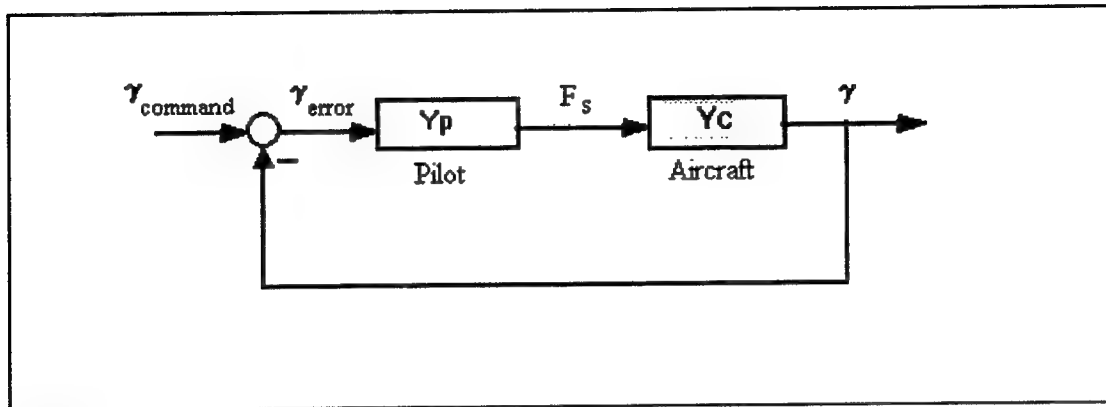 γcommand
γerror
Yp
Fs
Yc
γ
−
Pilot
Aircraft